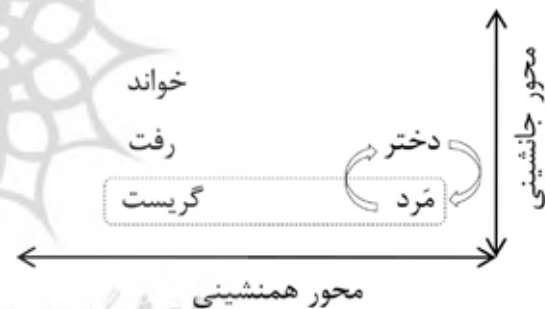 خواند
دختر رفت
مَرد گریست
محور جانشینی
محور همنشینی